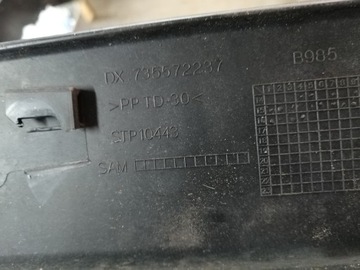 DX 735572237
B985
>PP TD-30<
STP10443
SAM